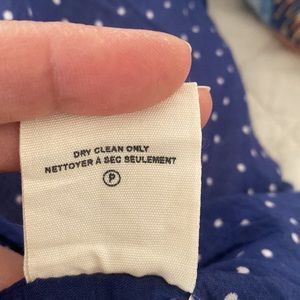 DRY CLEAN ONLY
NETTOYER À SEC SEULEMENT
P